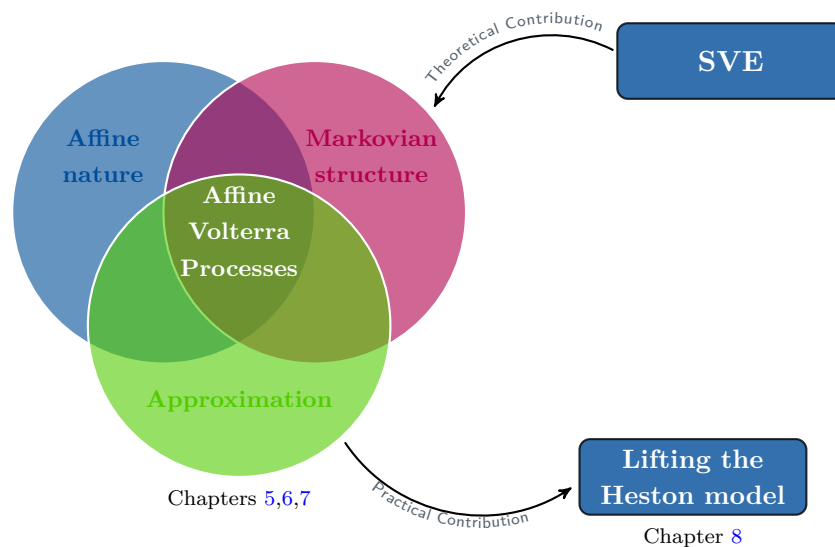 Theoretical Contribution
SVE
Affine
nature
Markovian
structure
Affine
Volterra
Processes
Approximation
Chapters 5,6,7
Practical Contribution
Lifting the
Heston model
Chapter 8